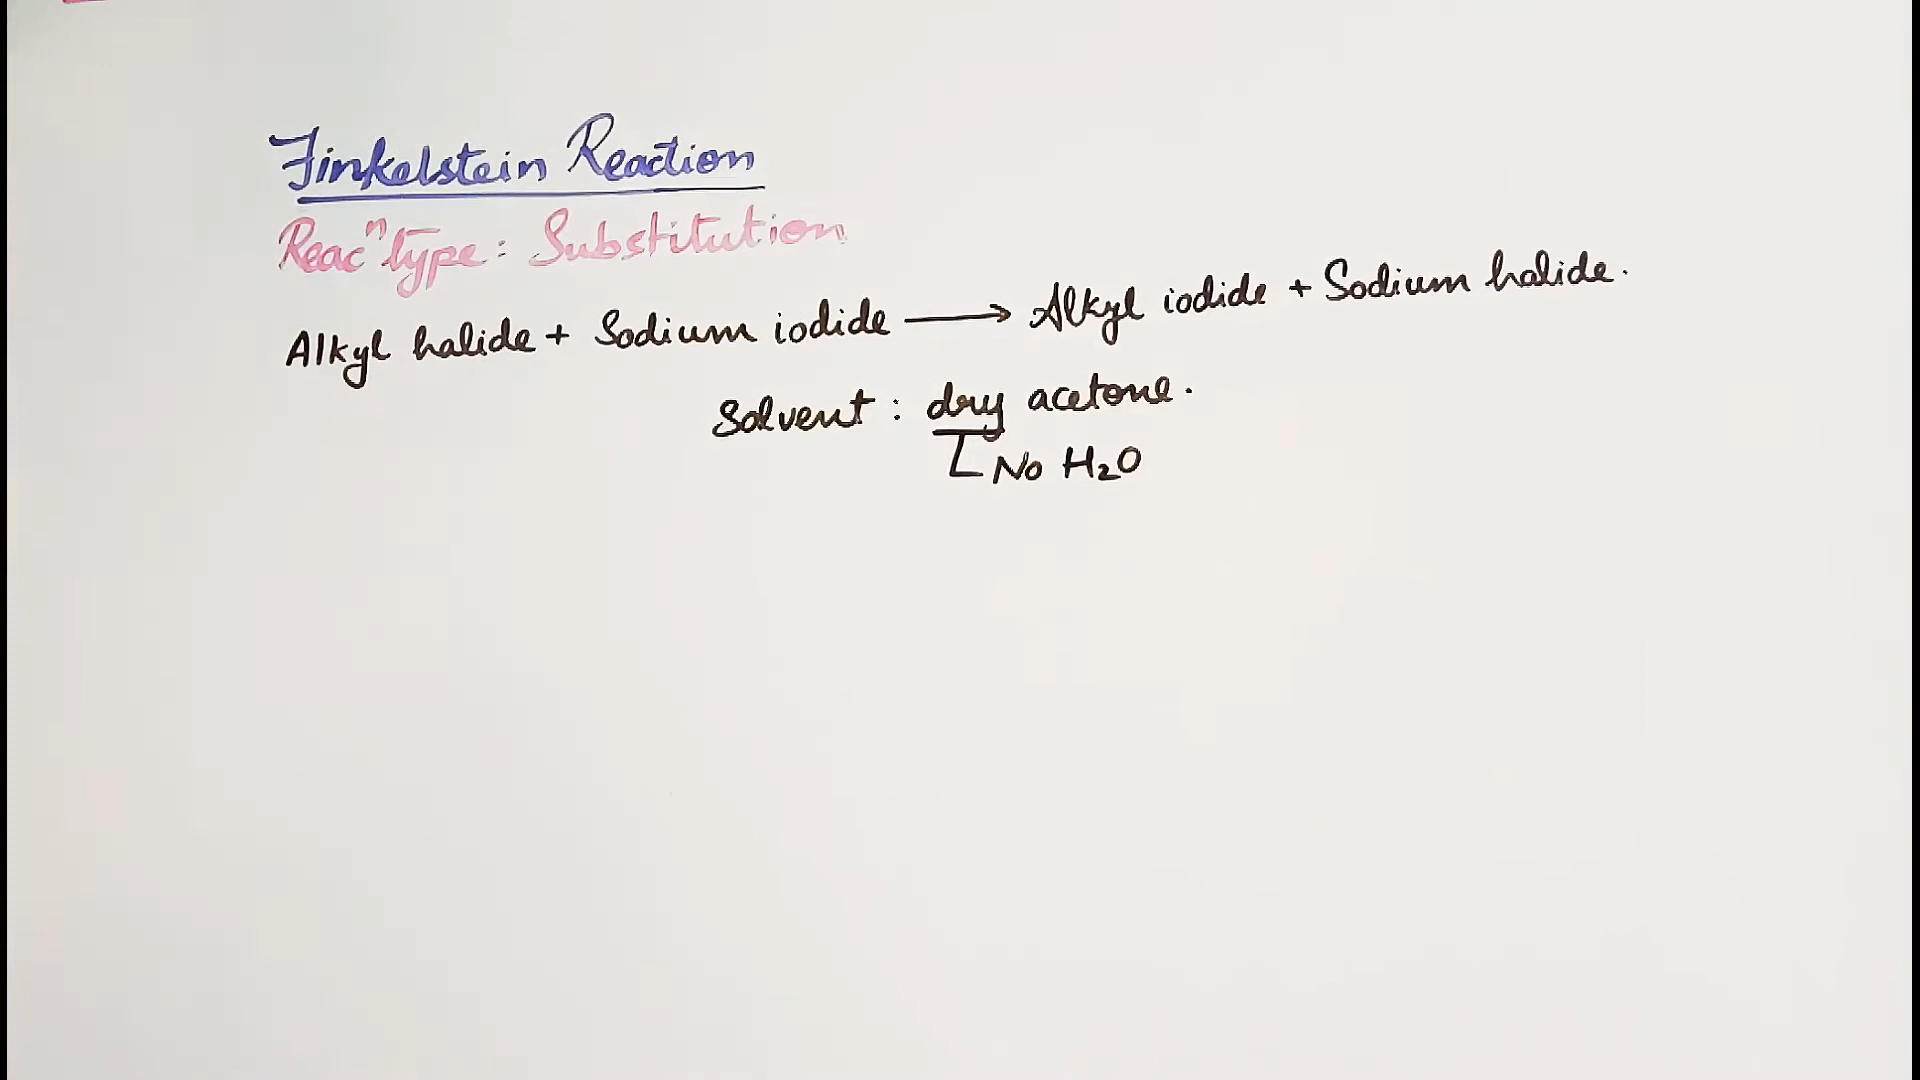 Finkelstein Reaction
Reacⁿ type: Substitution
Alkyl halide + Sodium iodide → Alkyl iodide + Sodium halide.
Solvent: dry acetone.
No H₂O